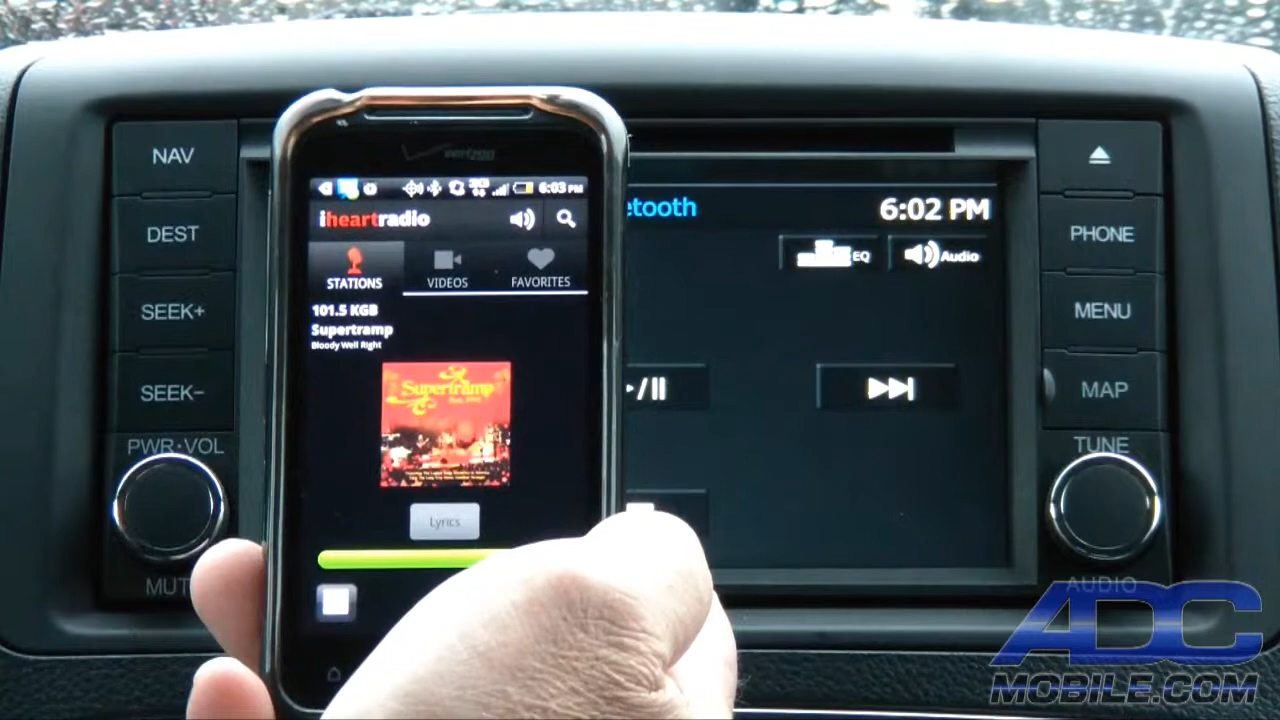 NAV
DEST
SEEK+
SEEK-
PWR·VOL
MUT
verizon
6:03 PM
iheartradio
STATIONS
VIDEOS
FAVORITES
101.5 KGB
Supertramp
Bloody Well Right
Supertramp
Lyrics
etooth
6:02 PM
EQ
Audio
PHONE
MENU
MAP
TUNE
AUDIO
ADC
MOBILE.COM